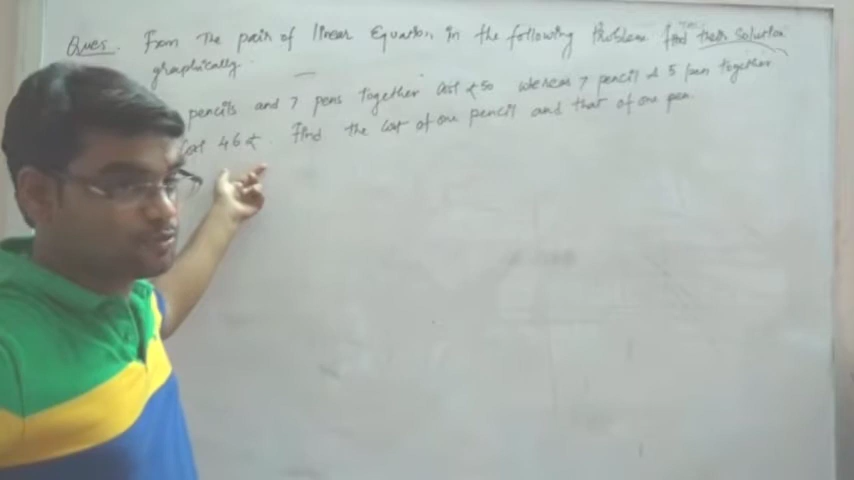 Ques. From The pair of linear Equation in the following Problem find their Solution
graphically.
pencils and 7 pens Together Cost ₹50 whereas 7 pencil & 5 pen together
Cost 46₹. Find the Cost of one pencil and that of one pen.